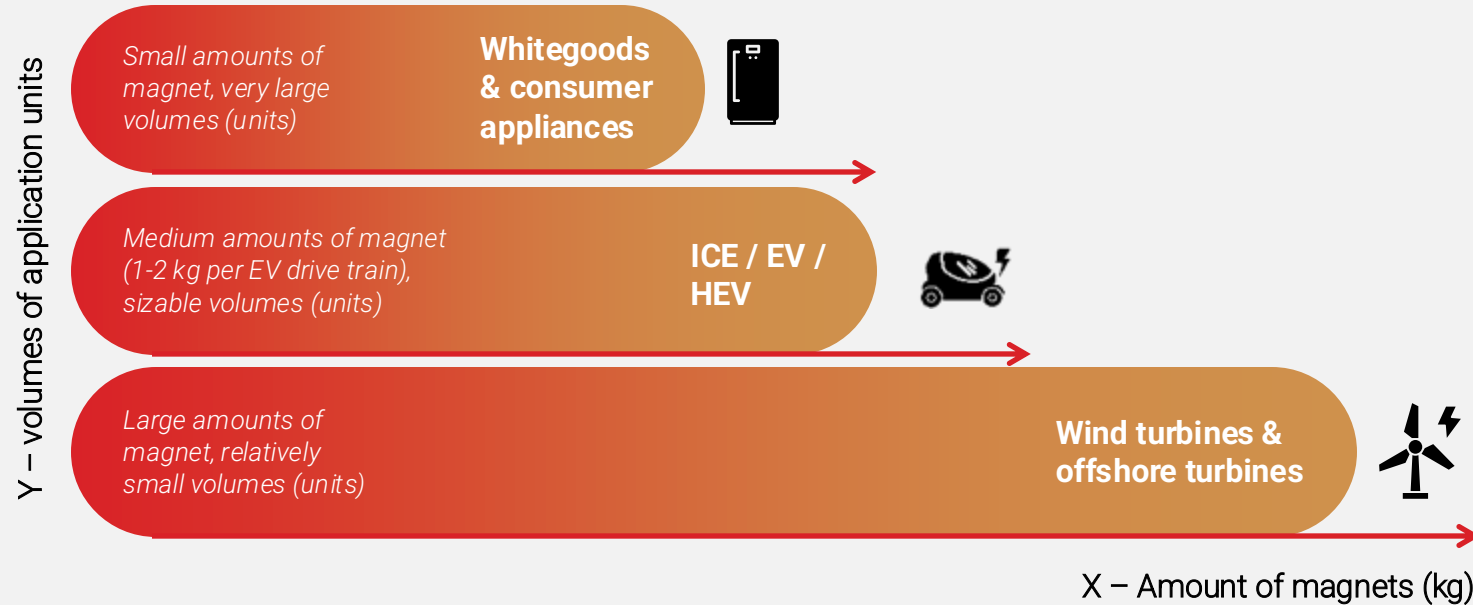 Y – volumes of application units
Small amounts of
magnet, very large
volumes (units)
Whitegoods
& consumer
appliances
Medium amounts of magnet
(1-2 kg per EV drive train),
sizable volumes (units)
ICE / EV /
HEV
Large amounts of
magnet, relatively
small volumes (units)
Wind turbines &
offshore turbines
X – Amount of magnets (kg)